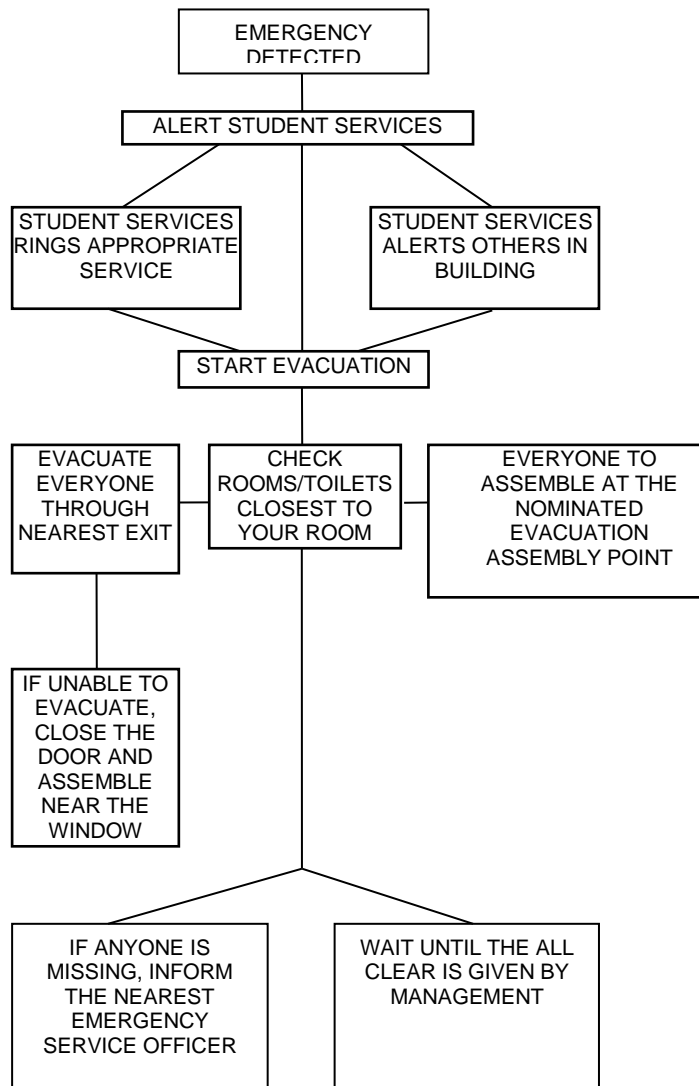 EMERGENCY
DETECTED
ALERT STUDENT SERVICES
STUDENT SERVICES
RINGS APPROPRIATE
SERVICE
STUDENT SERVICES
ALERTS OTHERS IN
BUILDING
START EVACUATION
EVACUATE
EVERYONE
THROUGH
NEAREST EXIT
CHECK
ROOMS/TOILETS
CLOSEST TO
YOUR ROOM
EVERYONE TO
ASSEMBLE AT THE
NOMINATED
EVACUATION
ASSEMBLY POINT
IF UNABLE TO
EVACUATE,
CLOSE THE
DOOR AND
ASSEMBLE
NEAR THE
WINDOW
IF ANYONE IS
MISSING, INFORM
THE NEAREST
EMERGENCY
SERVICE OFFICER
WAIT UNTIL THE ALL
CLEAR IS GIVEN BY
MANAGEMENT